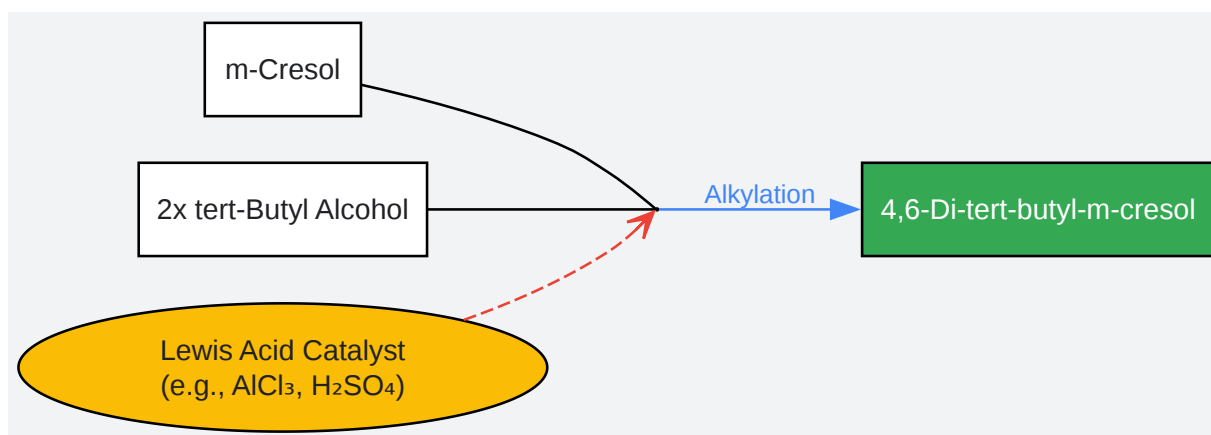 m-Cresol
2x tert-Butyl Alcohol
Alkylation
4,6-Di-tert-butyl-m-cresol
Lewis Acid Catalyst
(e.g., AlCl₃, H₂SO₄)